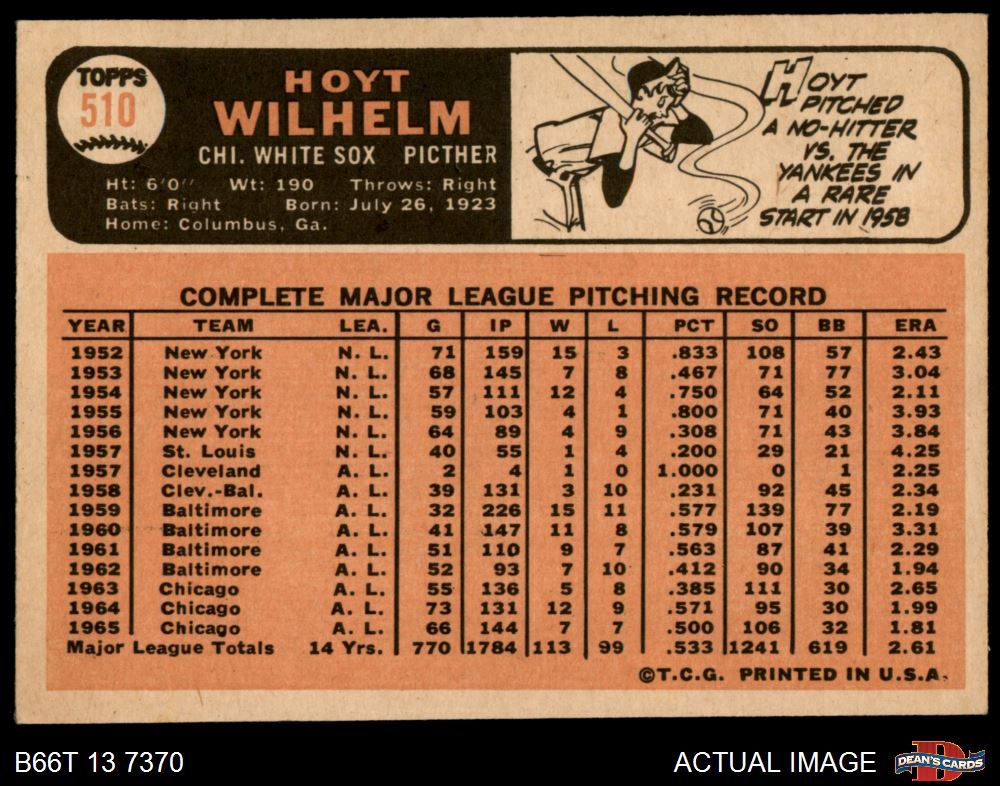 TOPPS
510
HOYT
WILHELM
CHI. WHITE SOX PICTHER
Ht: 6'0" Wt: 190 Throws: Right
Bats: Right Born: July 26, 1923
Home: Columbus, Ga.
HOYT
PITCHED
A NO-HITTER
VS. THE
YANKEES IN
A RARE
START IN 1958
COMPLETE MAJOR LEAGUE PITCHING RECORD
YEAR TEAM LEA. G IP W L PCT SO BB ERA
1952 New York N. L. 71 159 15 3 .833 108 57 2.43
1953 New York N. L. 68 145 7 8 .467 71 77 3.04
1954 New York N. L. 57 111 12 4 .750 64 52 2.11
1955 New York N. L. 59 103 4 1 .800 71 40 3.93
1956 New York N. L. 64 89 4 9 .308 71 43 3.84
1957 St. Louis N. L. 40 55 1 4 .200 29 21 4.25
1957 Cleveland A. L. 2 4 1 0 1.000 0 1 2.25
1958 Clev.-Bal. A. L. 39 131 3 10 .231 92 45 2.34
1959 Baltimore A. L. 32 226 15 11 .577 139 77 2.19
1960 Baltimore A. L. 41 147 11 8 .579 107 39 3.31
1961 Baltimore A. L. 51 110 9 7 .563 87 41 2.29
1962 Baltimore A. L. 52 93 7 10 .412 90 34 1.94
1963 Chicago A. L. 55 136 5 8 .385 111 30 2.65
1964 Chicago A. L. 73 131 12 9 .571 95 30 1.99
1965 Chicago A. L. 66 144 7 7 .500 106 32 1.81
Major League Totals 14 Yrs. 770 1784 113 99 .533 1241 619 2.61
©T.C.G. PRINTED IN U.S.A.
B66T 13 7370
ACTUAL IMAGE
DEAN'S CARDS